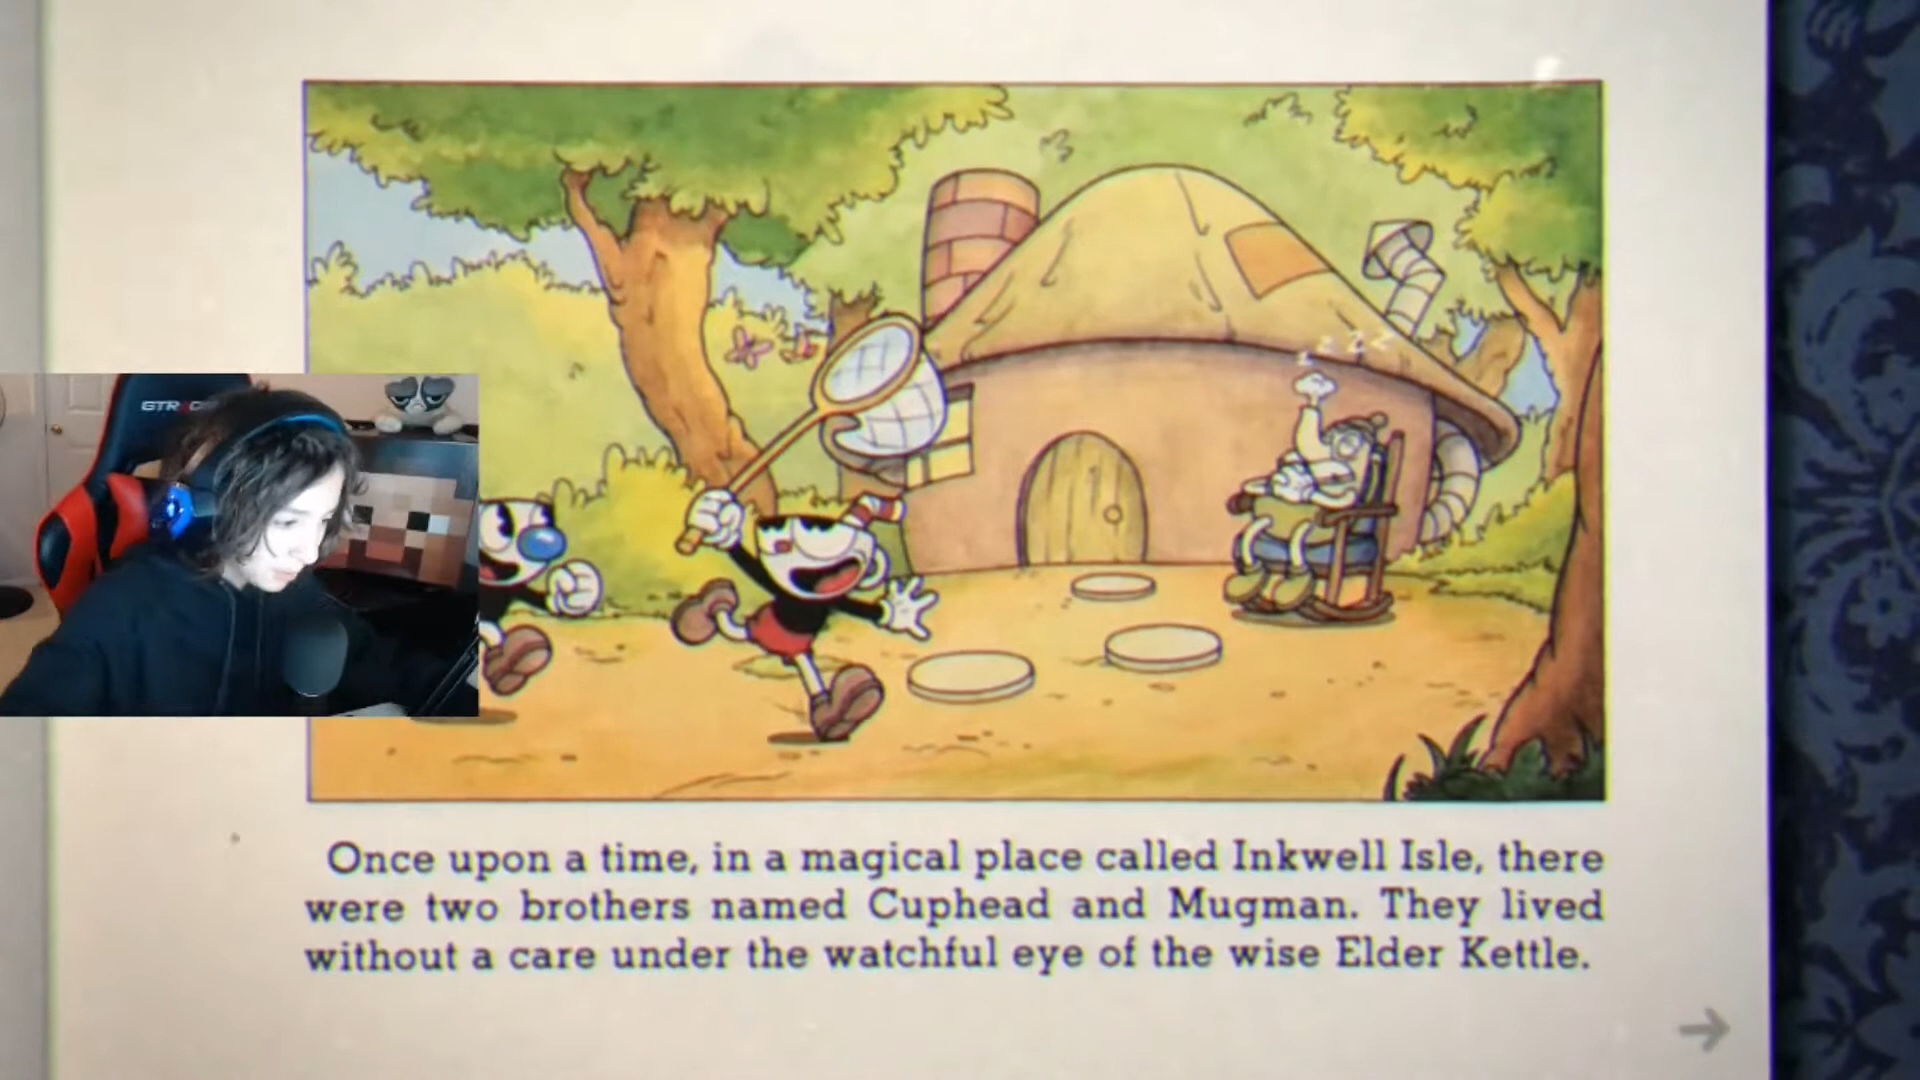 GTR
z z z z
Once upon a time, in a magical place called Inkwell Isle, there
were two brothers named Cuphead and Mugman. They lived
without a care under the watchful eye of the wise Elder Kettle.